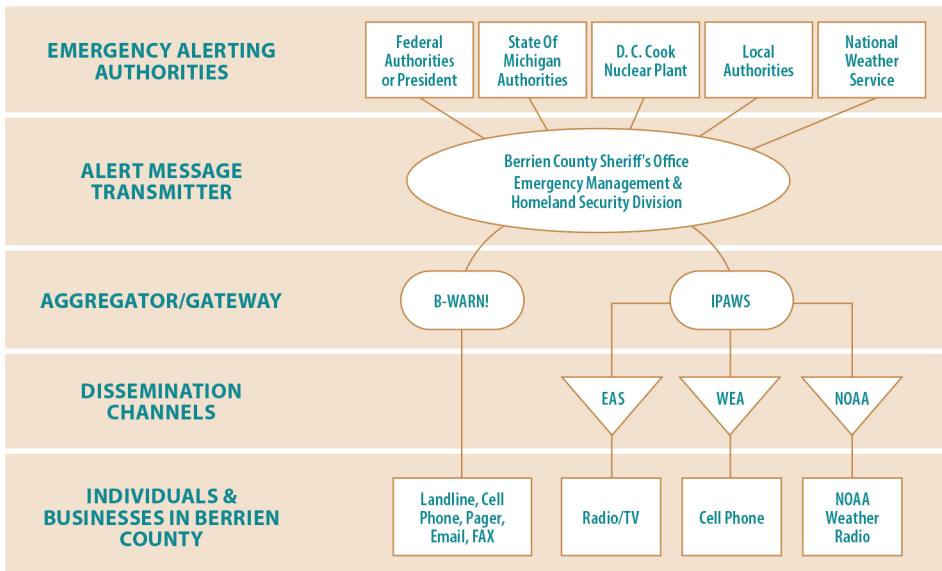 EMERGENCY ALERTING
AUTHORITIES
Federal
Authorities
or President
State Of
Michigan
Authorities
D. C. Cook
Nuclear Plant
Local
Authorities
National
Weather
Service
ALERT MESSAGE
TRANSMITTER
Berrien County Sheriff's Office
Emergency Management &
Homeland Security Division
AGGREGATOR/GATEWAY
B-WARN!
IPAWS
DISSEMINATION
CHANNELS
EAS
WEA
NOAA
INDIVIDUALS &
BUSINESSES IN BERRIEN
COUNTY
Landline, Cell
Phone, Pager,
Email, FAX
Radio/TV
Cell Phone
NOAA
Weather
Radio